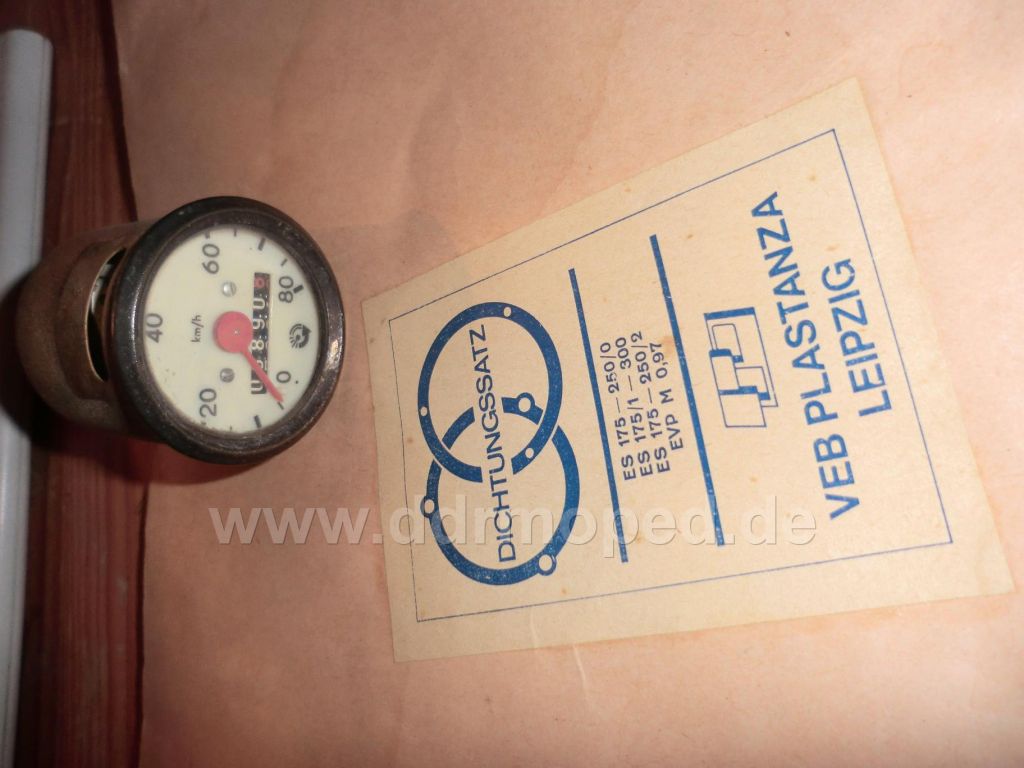 60
80
40
km/h
20
0
DICHTUNGSSATZ
ES 175-250/0
ES 175/1-300
ES 175-250/2
EVP M 0,97
VEB PLASTANZA
LEIPZIG
www.ddrmoped.de